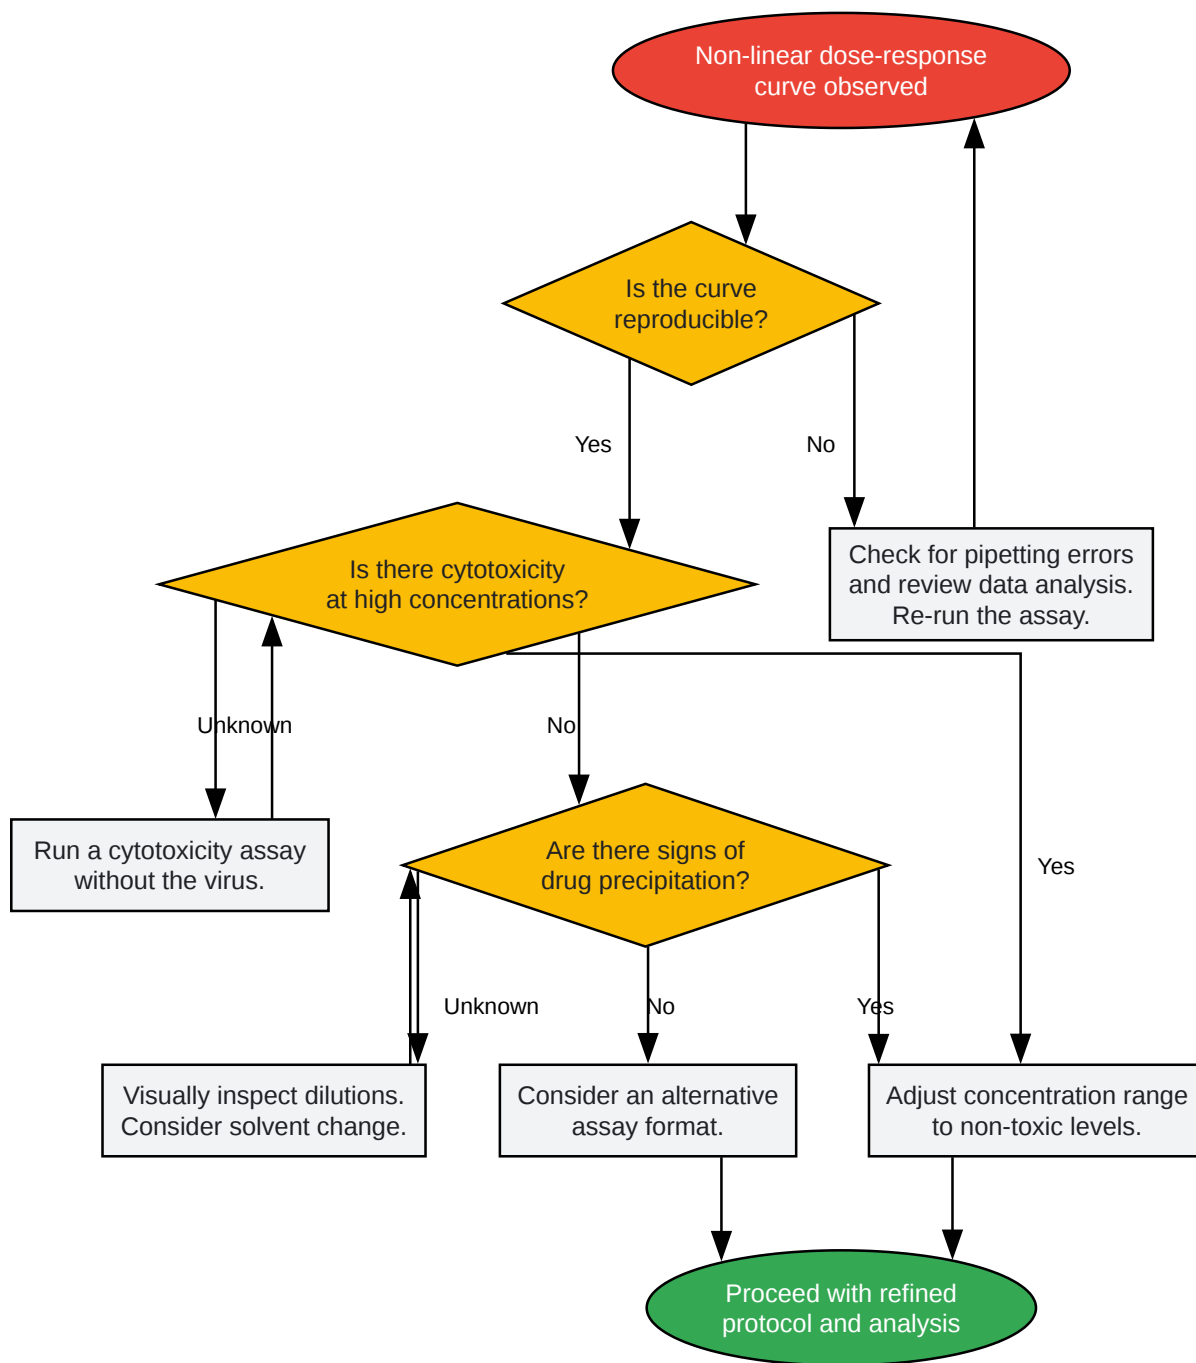 Non-linear dose-response
curve observed
Is the curve
reproducible?
Yes
No
Is there cytotoxicity
at high concentrations?
Check for pipetting errors
and review data analysis.
Re-run the assay.
Unknown
No
Run a cytotoxicity assay
without the virus.
Are there signs of
drug precipitation?
Yes
Unknown
No
Yes
Visually inspect dilutions.
Consider solvent change.
Consider an alternative
assay format.
Adjust concentration range
to non-toxic levels.
Proceed with refined
protocol and analysis